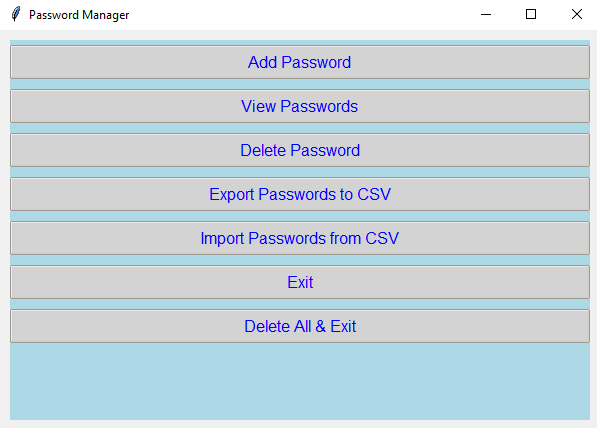 Password Manager
Add Password
View Passwords
Delete Password
Export Passwords to CSV
Import Passwords from CSV
Exit
Delete All & Exit